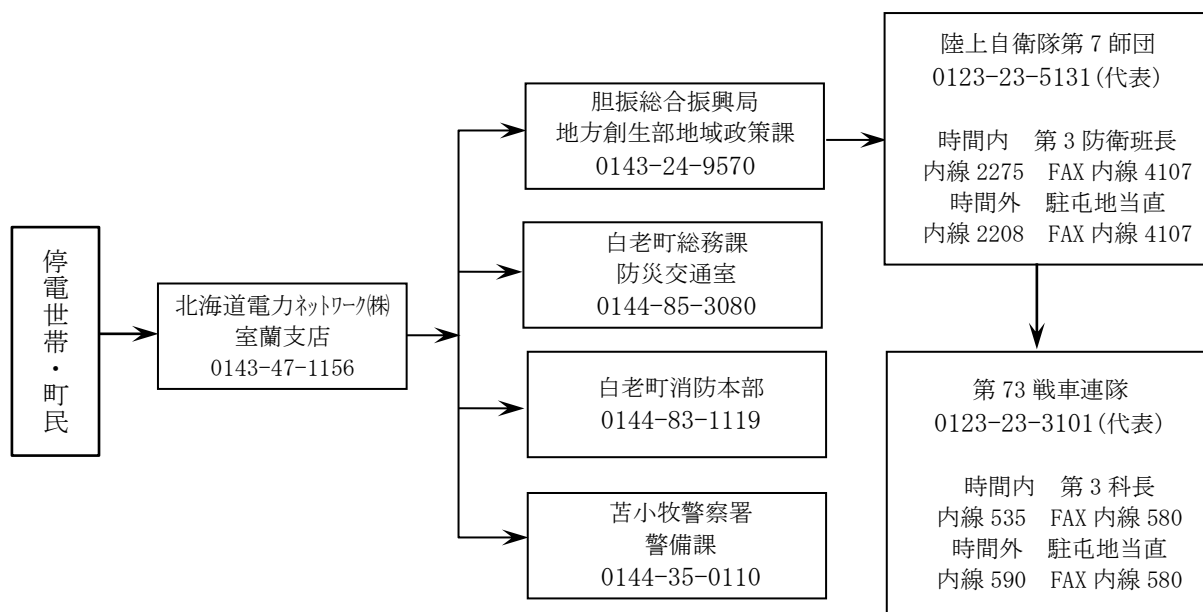 停電世帯・町民
北海道電力ﾈｯﾄﾜｰｸ㈱
室蘭支店
0143-47-1156
胆振総合振興局
地方創生部地域政策課
0143-24-9570
白老町総務課
防災交通室
0144-85-3080
白老町消防本部
0144-83-1119
苫小牧警察署
警備課
0144-35-0110
陸上自衛隊第7師団
0123-23-5131(代表)
時間内　第3防衛班長
内線2275　FAX内線4107
時間外　駐屯地当直
内線2208　FAX内線4107
第73戦車連隊
0123-23-3101(代表)
時間内　第3科長
内線535　FAX内線580
時間外　駐屯地当直
内線590　FAX内線580